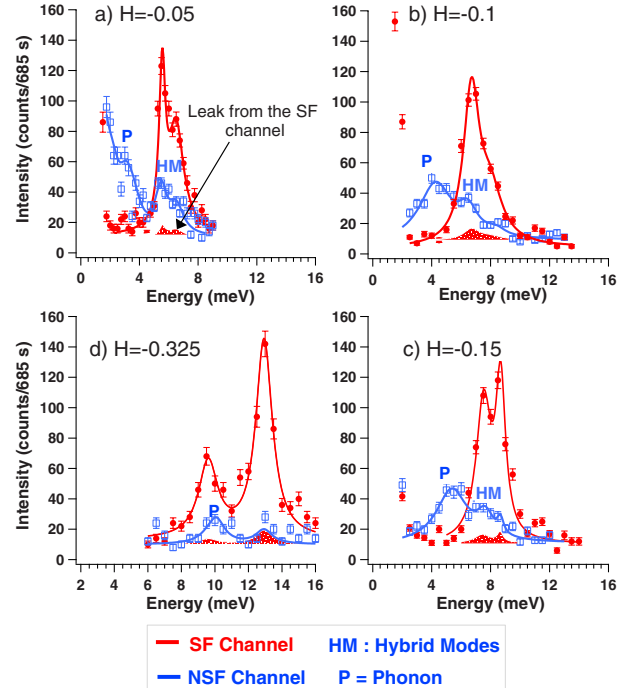 a) H=-0.05
b) H=-0.1
160
140
120
100
80
60
40
20
0
Intensity (counts/685 s)
P
HM
Leak from the SF
channel
0 4 8 12 16
Energy (meV)
160
140
120
100
80
60
40
20
0
P
HM
0 4 8 12 16
Energy (meV)
d) H=-0.325
c) H=-0.15
160
140
120
100
80
60
40
20
0
Intensity (counts/685 s)
P
2 4 6 8 10 12 14 16
Energy (meV)
160
140
120
100
80
60
40
20
0
P
HM
0 4 8 12 16
Energy (meV)
SF Channel HM : Hybrid Modes
NSF Channel P = Phonon